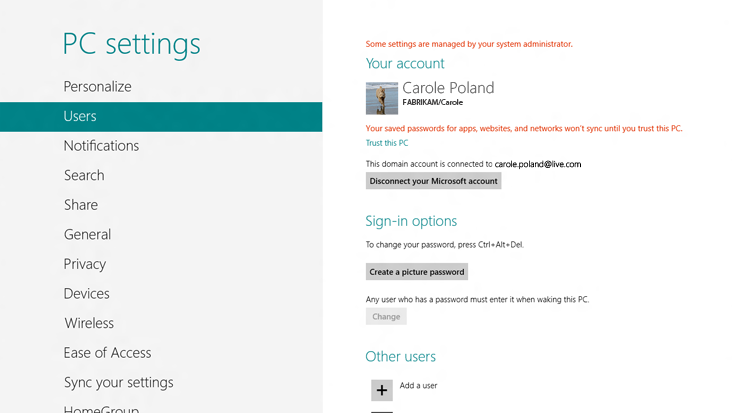 PC settings
Personalize
Users
Notifications
Search
Share
General
Privacy
Devices
Wireless
Ease of Access
Sync your settings
HomeGroup
Some settings are managed by your system administrator.
Your account
Carole Poland
FABRIKAM/Carole
Your saved passwords for apps, websites, and networks won't sync until you trust this PC.
Trust this PC
This domain account is connected to carole.poland@live.com
Disconnect your Microsoft account
Sign-in options
To change your password, press Ctrl+Alt+Del.
Create a picture password
Any user who has a password must enter it when waking this PC.
Change
Other users
+ Add a user